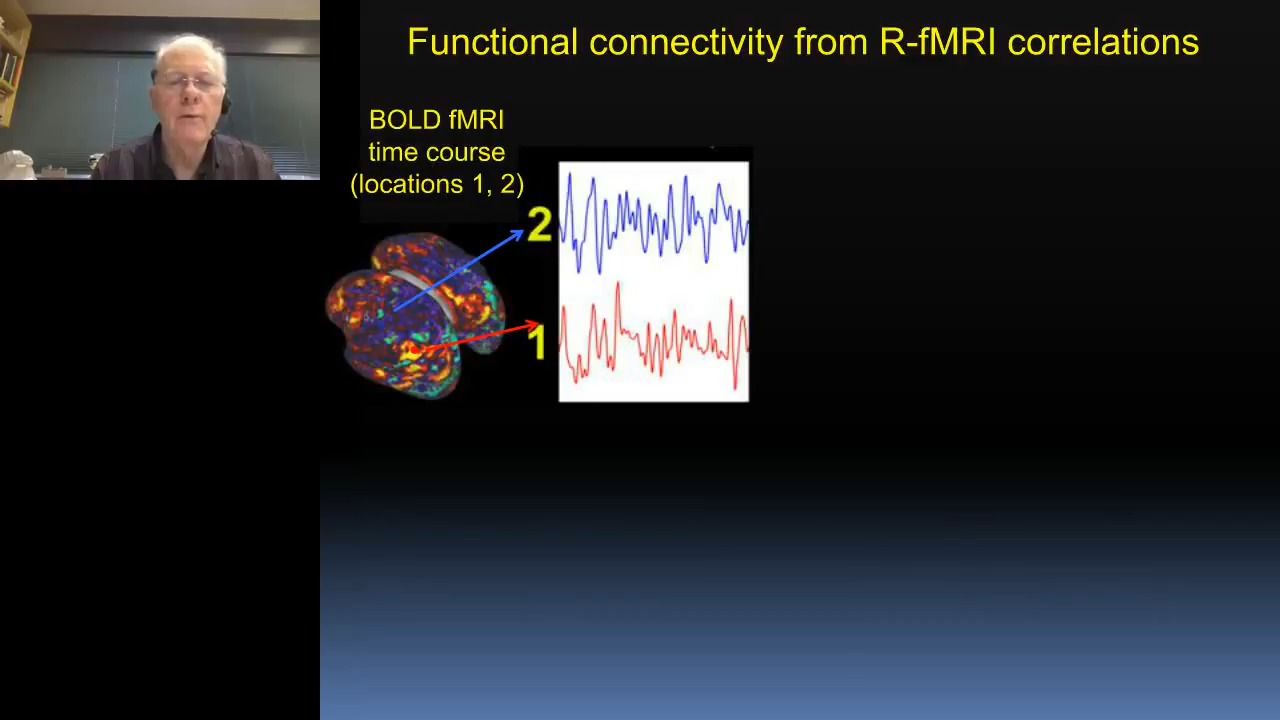 Functional connectivity from R-fMRI correlations
BOLD fMRI
time course
(locations 1, 2)
2
1